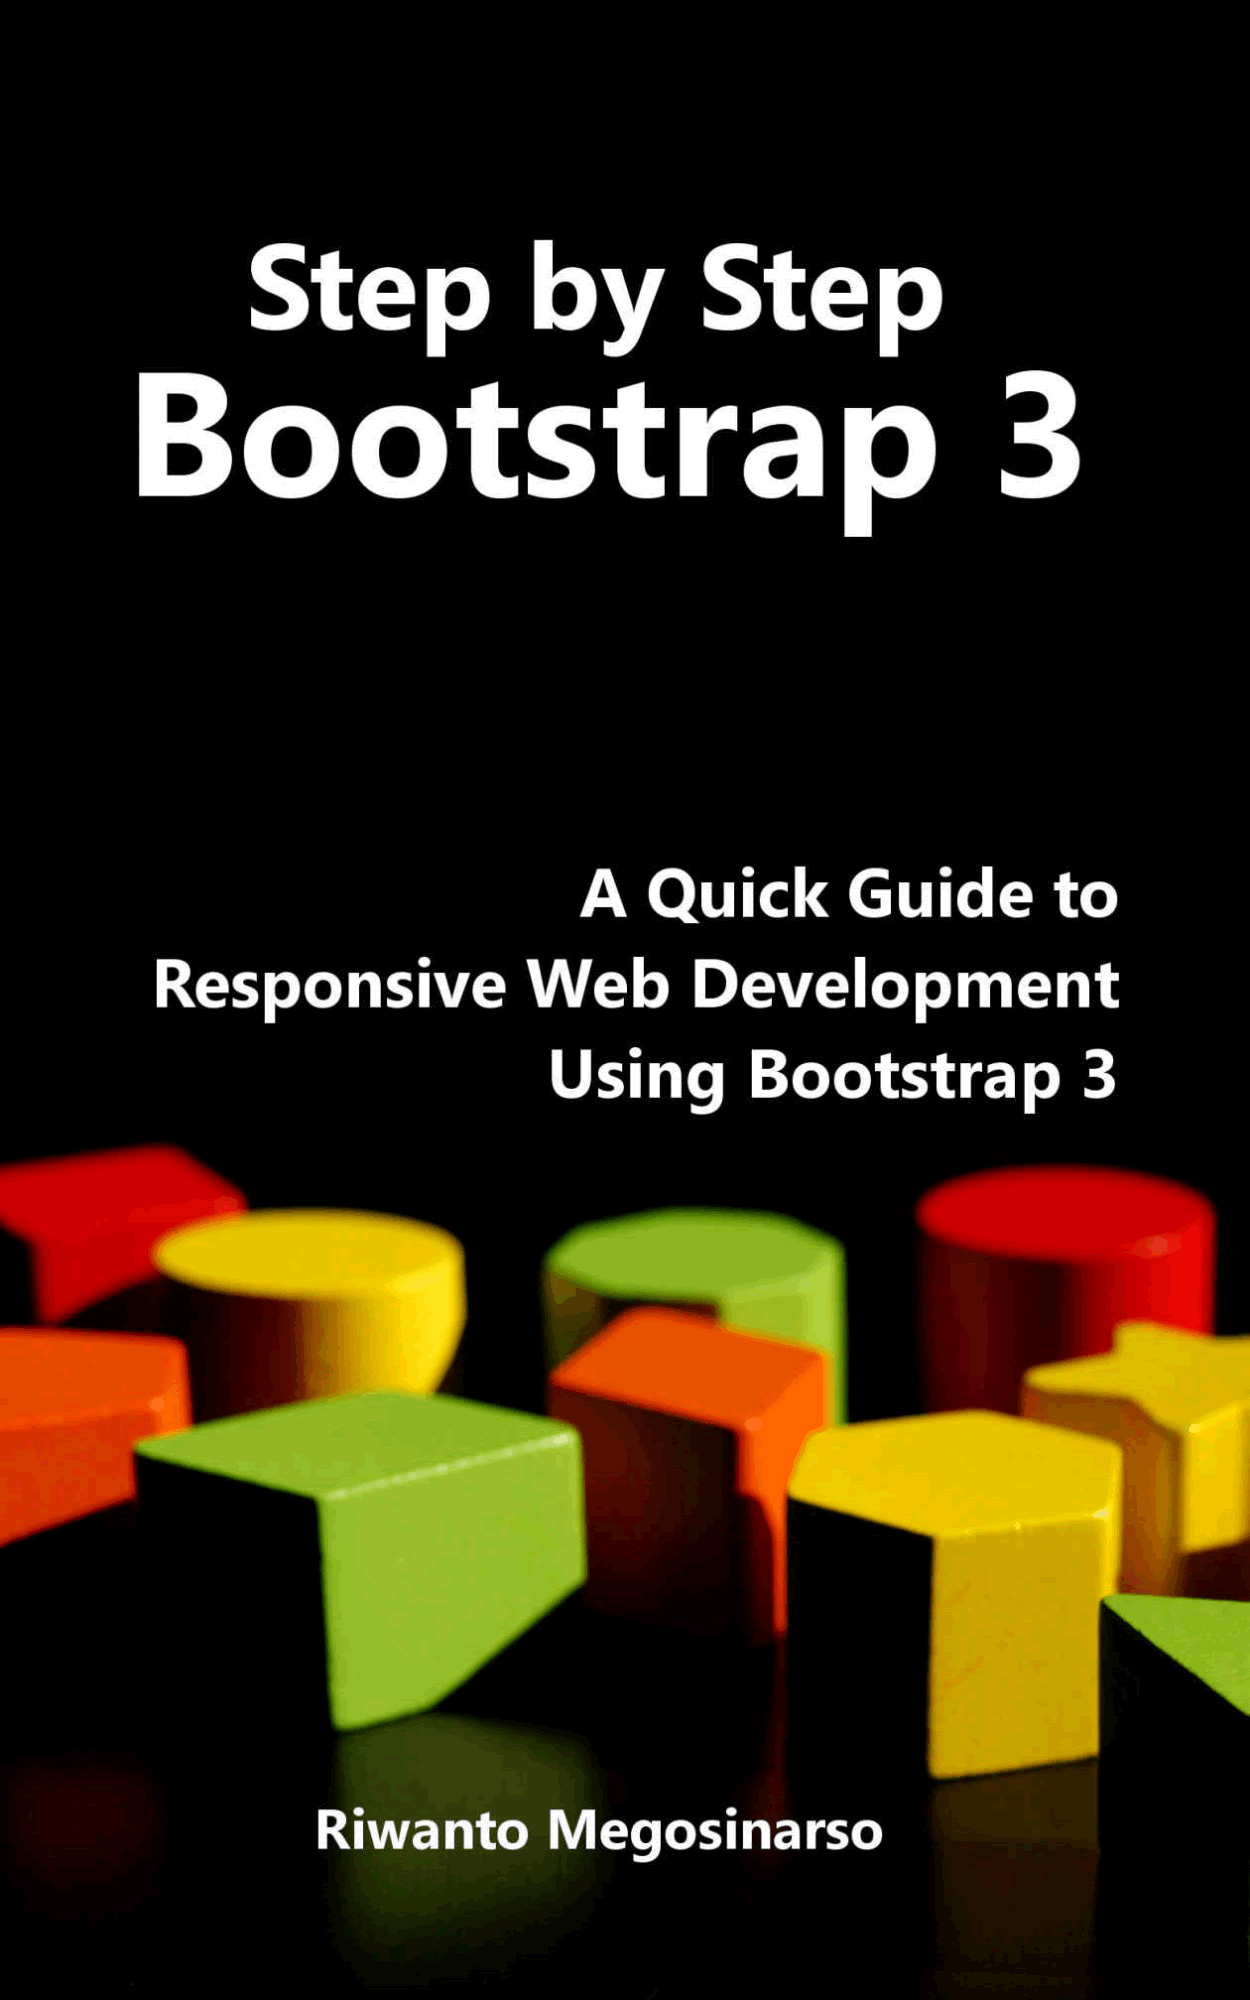 Step by Step
Bootstrap 3
A Quick Guide to
Responsive Web Development
Using Bootstrap 3
Riwanto Megosinarso